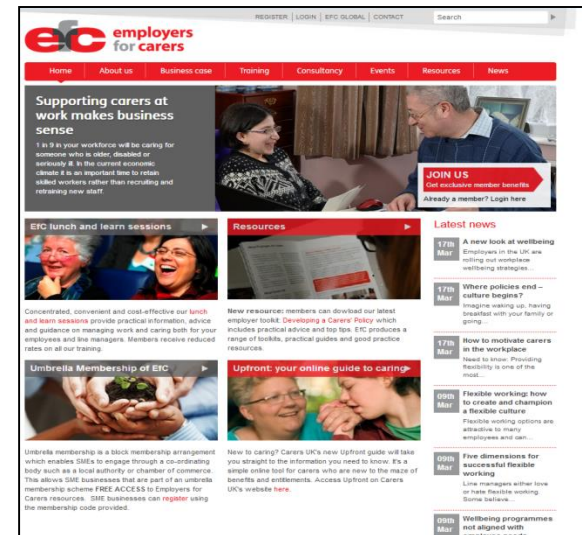 REGISTER | LOGIN | EFC GLOBAL | CONTACT
Search
efc employers
for carers
Home
About us
Business case
Training
Consultancy
Events
Resources
News
Supporting carers at
work makes business
sense
1 in 9 in your workforce will be caring for
someone who is older, disabled or
seriously ill. In the current economic
climate it is an important time to retain
skilled workers rather than recruiting and
retraining new staff.
JOIN US
Get exclusive member benefits
Already a member? Login here
EfC lunch and learn sessions
Concentrated, convenient and cost-effective our lunch
and learn sessions provide practical information, advice
and guidance on managing work and caring both for your
employees and line managers. Members receive reduced
rates on all our training.
Resources
New resource: members can dowload our latest
employer toolkit: Developing a Carers' Policy which
includes practical advice and top tips. EfC produces a
range of toolkits, practical guides and good practice
resources.
Umbrella Membership of EfC
Umbrella membership is a block membership arrangement
which enables SMEs to engage through a co-ordinating
body such as a local authority or chamber of commerce.
This allows SME businesses that are part of an umbrella
membership scheme FREE ACCESS to Employers for
Carers resources. SME businesses can register using
the membership code provided.
Upfront: your online guide to caring
New to caring? Carers UK's new Upfront guide will take
you straight to the information you need to know. It's a
simple online tool for carers who are new to the maze of
benefits and entitlements. Access Upfront on Carers
UK's website here.
Latest news
17th
Mar
A new look at wellbeing
Employers in the UK are
rolling out workplace
wellbeing strategies...
17th
Mar
Where policies end –
culture begins?
Imagine waking up, having
breakfast with your family or
going...
17th
Mar
How to motivate carers
in the workplace
Need to know: Providing
flexibility is one of the
most...
09th
Mar
Flexible working: how
to create and champion
a flexible culture
Flexible working options are
attractive to many
employees and can...
09th
Mar
Five dimensions for
successful flexible
working
Line managers either love
or hate flexible working.
Some believe...
09th
Mar
Wellbeing programmes
not aligned with
employee needs